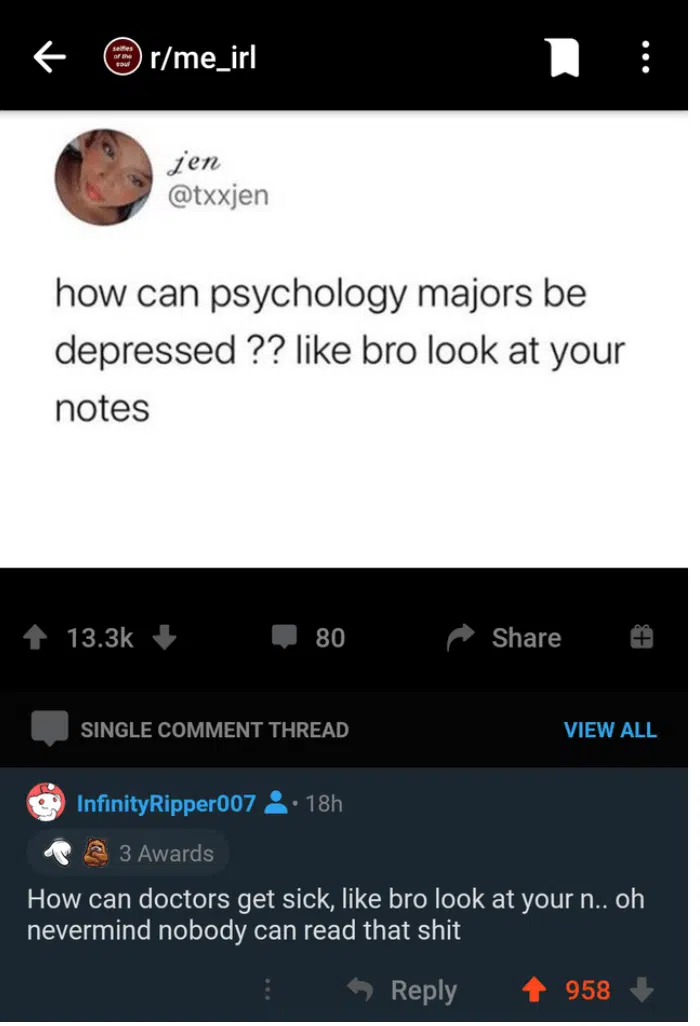 selfies
of the
soul
r/me_irl
jen
@txxjen
how can psychology majors be
depressed ?? like bro look at your
notes
13.3k
80
Share
SINGLE COMMENT THREAD
VIEW ALL
InfinityRipper007 • 18h
3 Awards
How can doctors get sick, like bro look at your n.. oh
nevermind nobody can read that shit
Reply
958